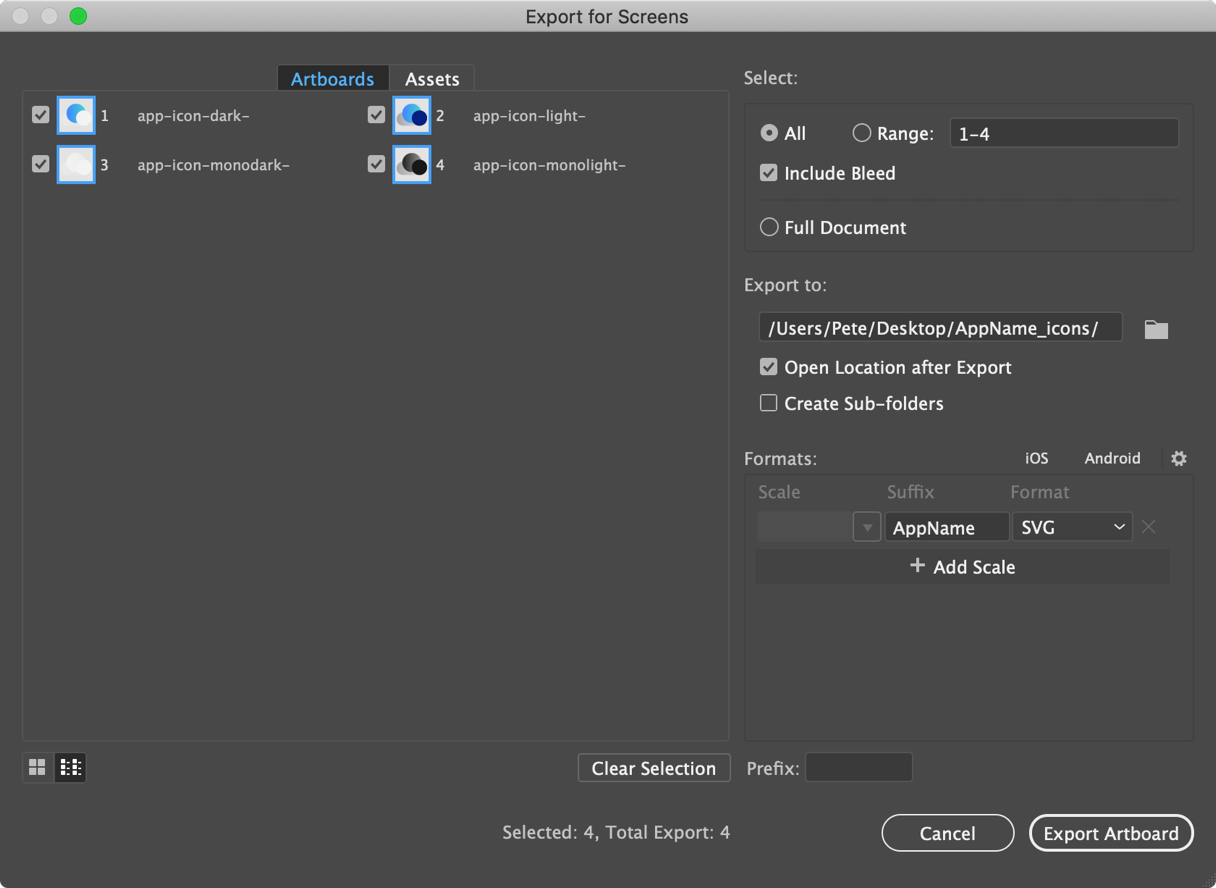 Export for Screens
Artboards
Assets
1 app-icon-dark-
2 app-icon-light-
3 app-icon-monodark-
4 app-icon-monolight-
Clear Selection
Selected: 4, Total Export: 4
Select:
All
Range:
1-4
Include Bleed
Full Document
Export to:
/Users/Pete/Desktop/AppName_icons/
Open Location after Export
Create Sub-folders
Formats:
iOS
Android
Scale
Suffix
Format
AppName
SVG
+ Add Scale
Prefix:
Cancel
Export Artboard